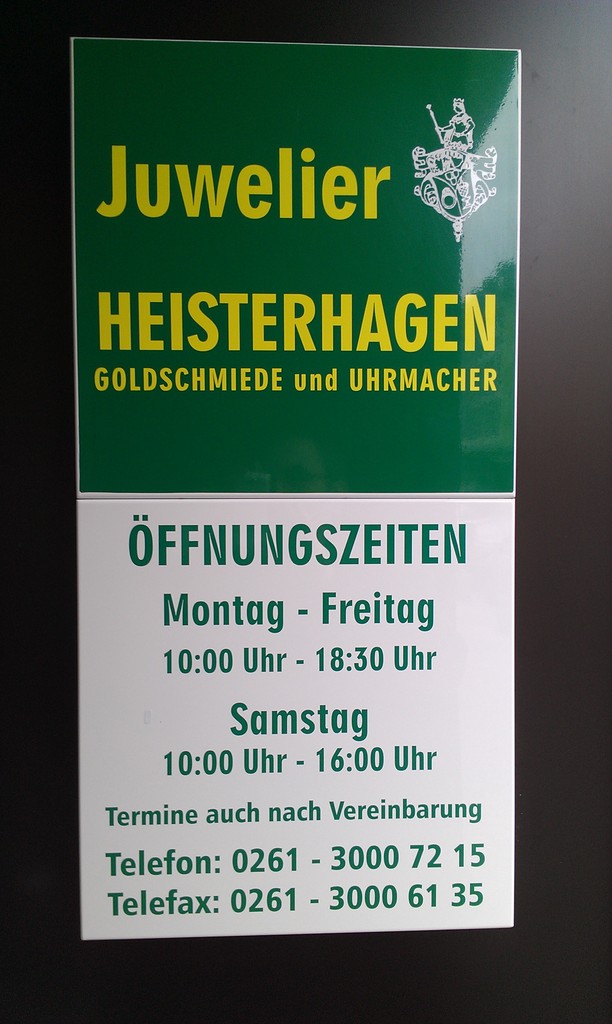 Juwelier
HEISTERHAGEN
GOLDSCHMIEDE und UHRMACHER
ÖFFNUNGSZEITEN
Montag - Freitag
10:00 Uhr - 18:30 Uhr
Samstag
10:00 Uhr - 16:00 Uhr
Termine auch nach Vereinbarung
Telefon: 0261 - 3000 72 15
Telefax: 0261 - 3000 61 35